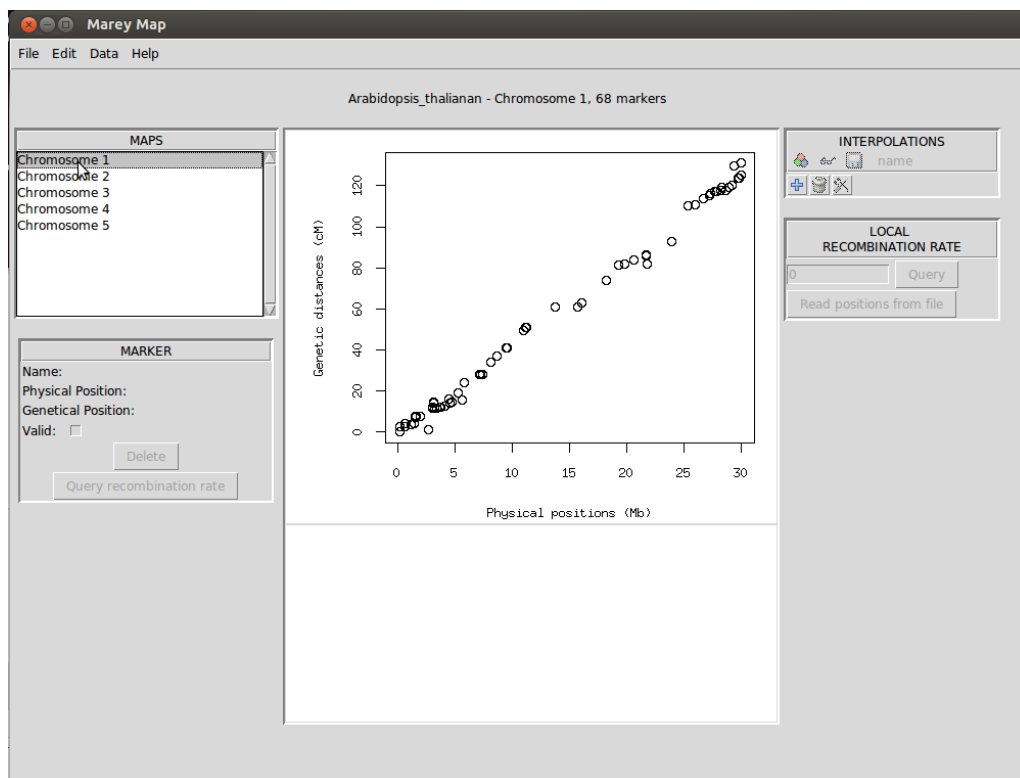 Marey Map
File Edit Data Help
Arabidopsis_thalianan - Chromosome 1, 68 markers
MAPS
Chromosome 1
Chromosome 2
Chromosome 3
Chromosome 4
Chromosome 5
MARKER
Name:
Physical Position:
Genetical Position:
Valid:
Delete
Query recombination rate
Genetic distances (cM)
120
100
80
60
40
20
0
0 5 10 15 20 25 30
Physical positions (Mb)
INTERPOLATIONS
name
LOCAL
RECOMBINATION RATE
0 Query
Read positions from file